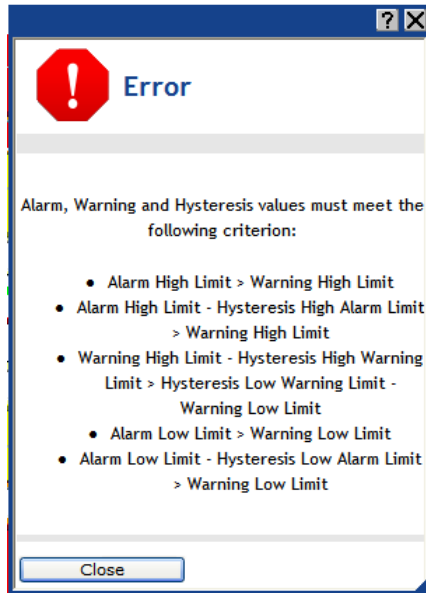 ?
Error
Alarm, Warning and Hysteresis values must meet the
following criterion:
• Alarm High Limit > Warning High Limit
• Alarm High Limit - Hysteresis High Alarm Limit
> Warning High Limit
• Warning High Limit - Hysteresis High Warning
Limit > Hysteresis Low Warning Limit -
Warning Low Limit
• Alarm Low Limit > Warning Low Limit
• Alarm Low Limit - Hysteresis Low Alarm Limit
> Warning Low Limit
Close